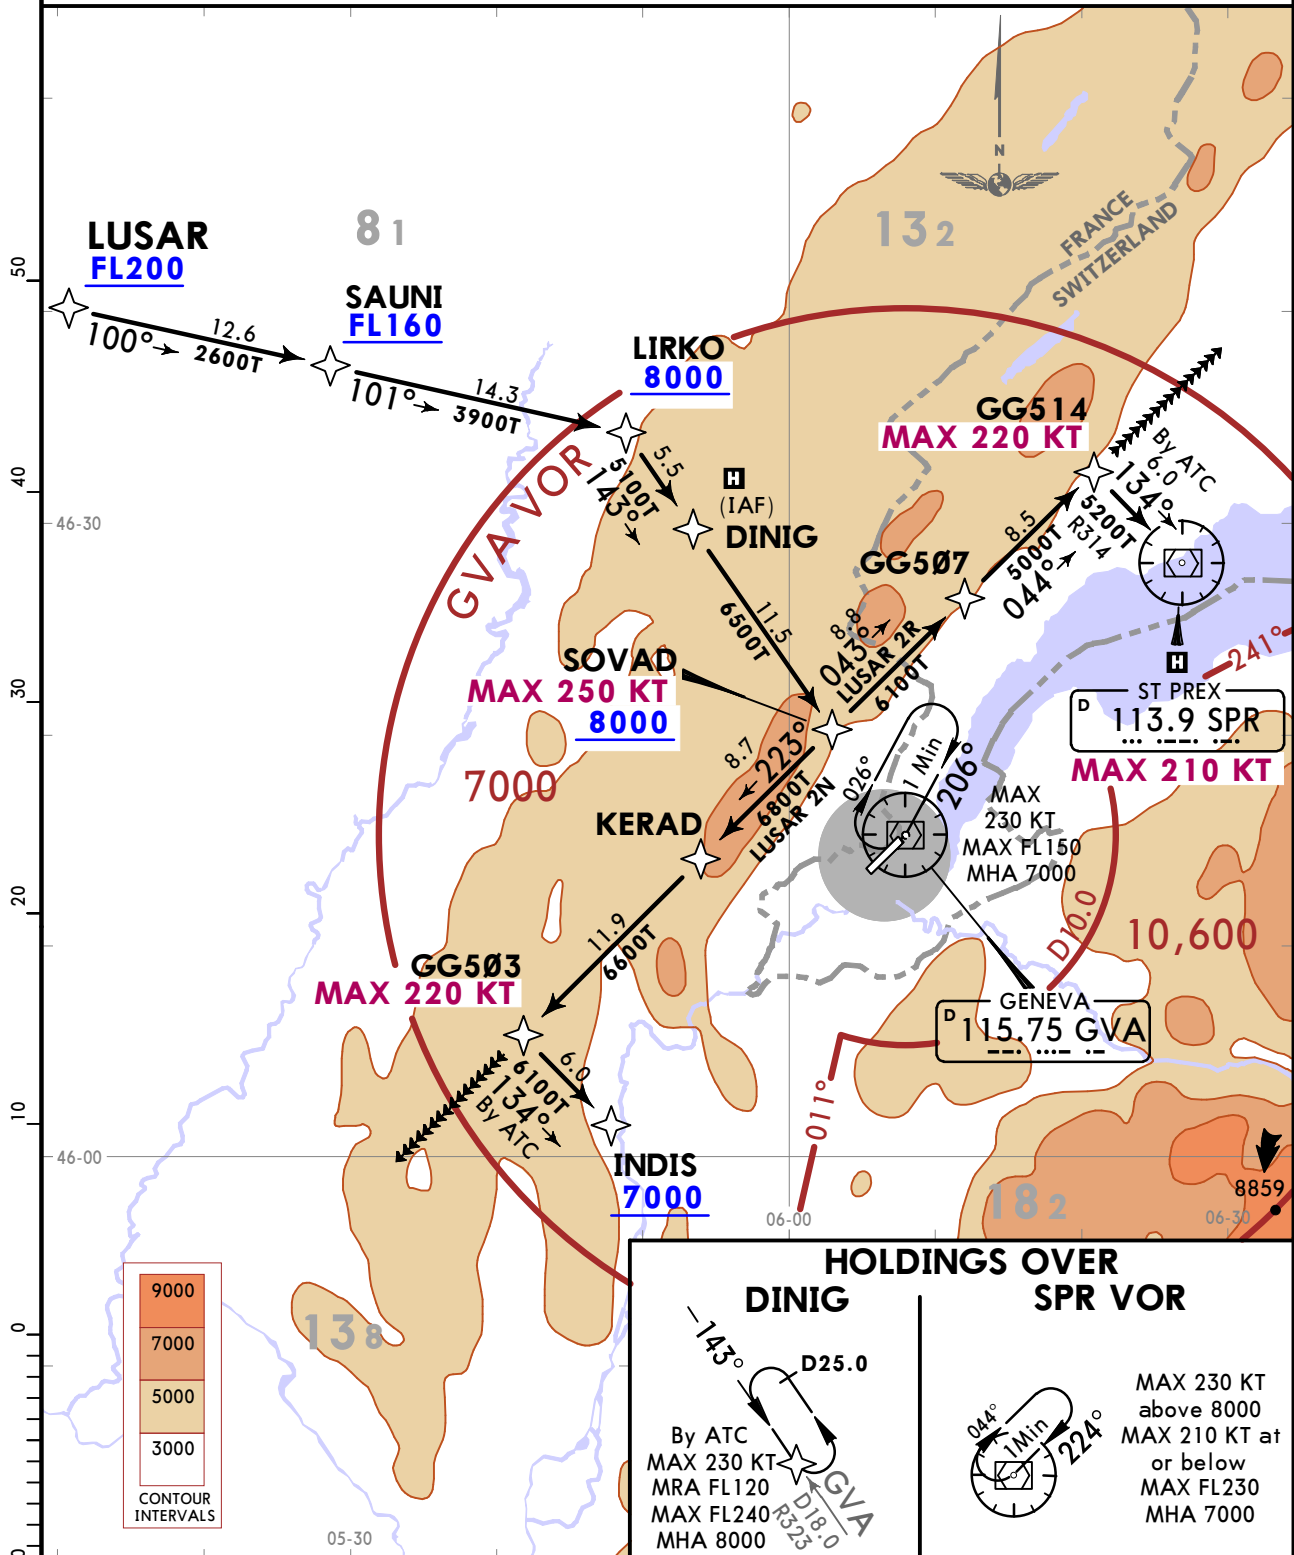 N
FRANCE
SWITZERLAND
8 1
13 2
LUSAR
FL200
SAUNI
FL160
12.6
100°
2600T
LIRKO
8000
14.3
101°
3900T
50
40
30
20
10
0
GG514
MAX 220 KT
5.5
5100T
143°
H
(IAF)
DINIG
By ATC
6.0
134°
5200T
R314
8.5
5000T
044°
46-30
GVA VOR
GG5Ø7
11.5
6500T
8.8
043°
LUSAR 2R
6100T
SOVAD
MAX 250 KT
8000
H
241°
ST PREX
D 113.9 SPR
MAX 210 KT
7000
8.7
223°
6800T
LUSAR 2N
026°
1 Min
206°
MAX
230 KT
MAX FL150
MHA 7000
KERAD
11.9
6600T
D10.0
10,600
GG5Ø3
MAX 220 KT
GENEVA
D 115.75 GVA
6.0
6100T
134°
By ATC
011°
46-00
INDIS
7000
8859
18 2
06-00
06-30
9000
7000
5000
3000
CONTOUR
INTERVALS
13 8
05-30
HOLDINGS OVER
DINIG
143°
D25.0
By ATC
MAX 230 KT
MRA FL120
MAX FL240
MHA 8000
GVA
D18.0
R323
SPR VOR
044°
1Min
224°
MAX 230 KT
above 8000
MAX 210 KT at
or below
MAX FL230
MHA 7000